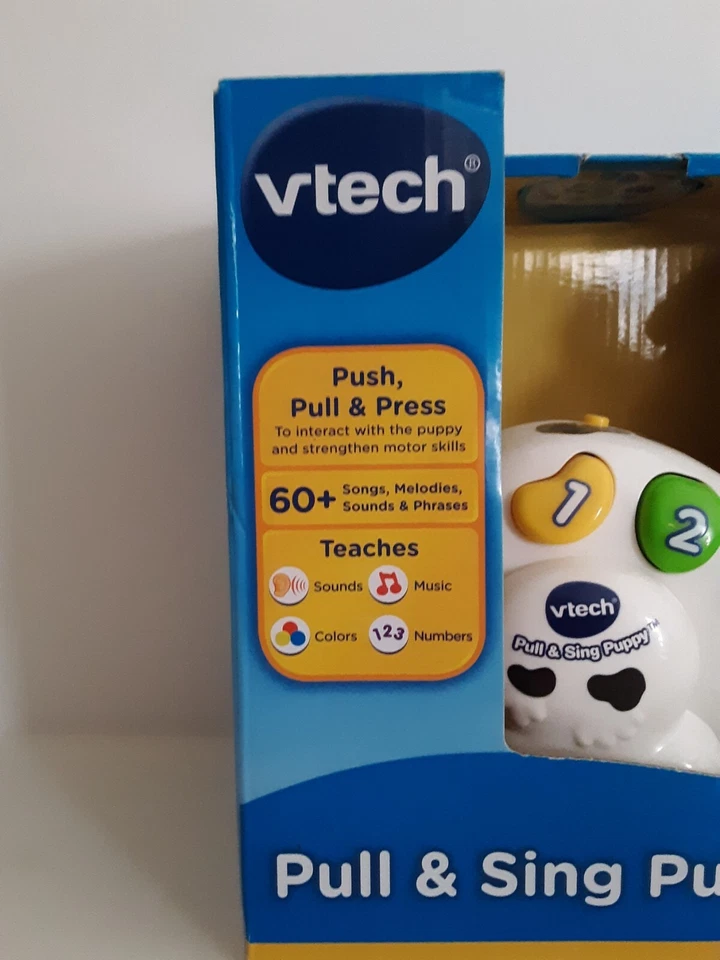 vtech®
Push,
Pull & Press
To interact with the puppy
and strengthen motor skills
60+
Songs, Melodies,
Sounds & Phrases
Teaches
Sounds
Music
Colors
123
Numbers
1
2
vtech®
Pull & Sing Puppy™
Pull & Sing Pu